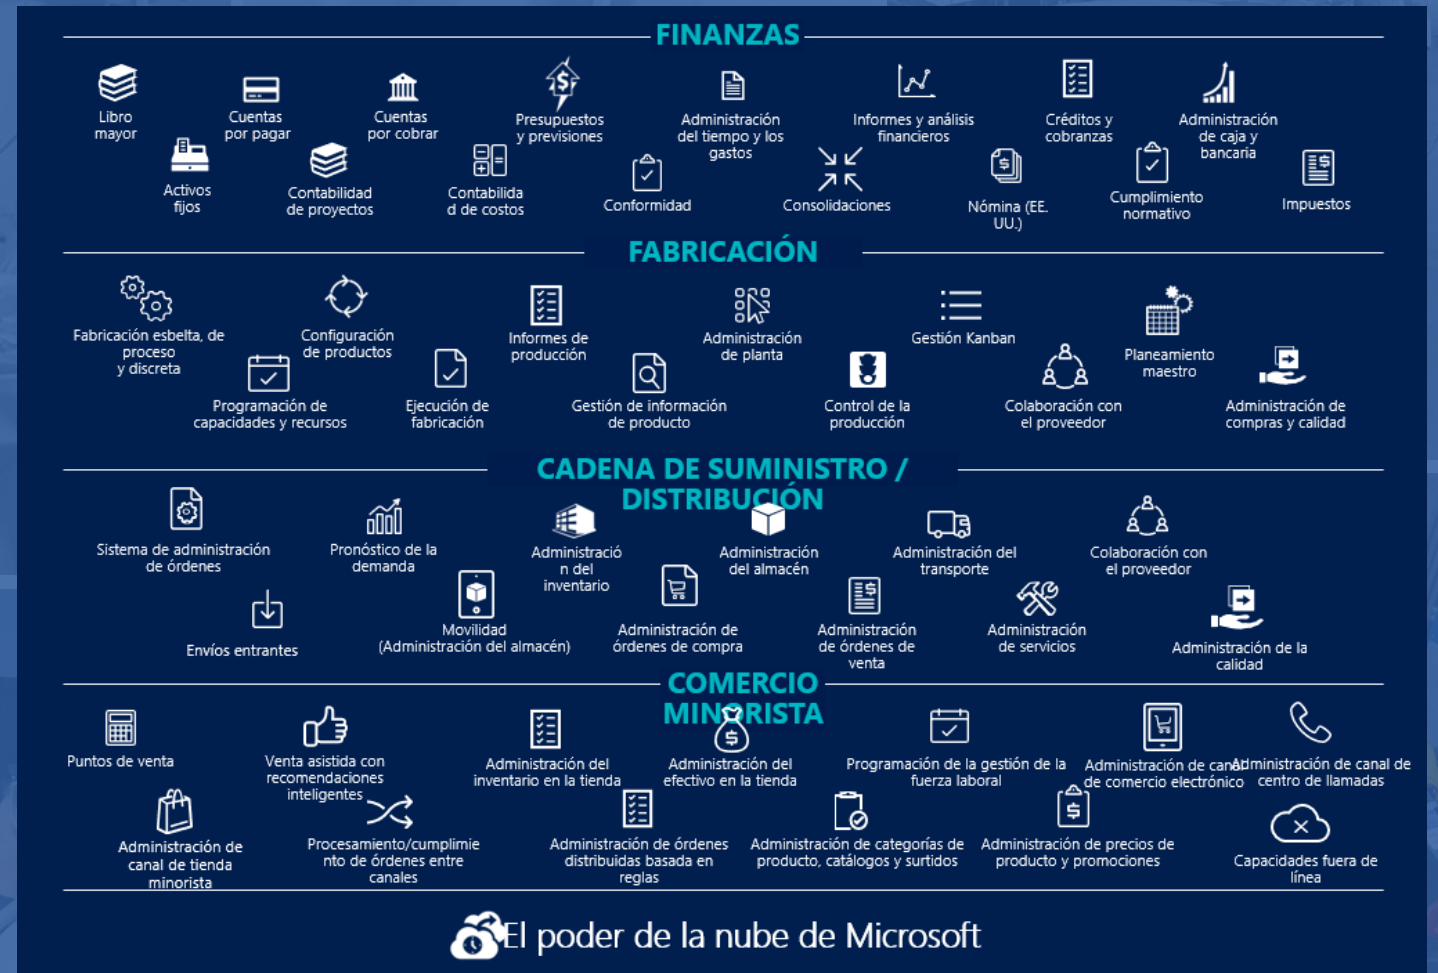 FINANZAS
Libro
mayor
Cuentas
por pagar
Cuentas
por cobrar
Presupuestos
y previsiones
Administración
del tiempo y los
gastos
Informes y análisis
financieros
Créditos y
cobranzas
Administración
de caja y
bancaria
Activos
fijos
Contabilidad
de proyectos
Contabilida
d de costos
Conformidad
Consolidaciones
Nómina (EE.
UU.)
Cumplimiento
normativo
Impuestos
FABRICACIÓN
Fabricación esbelta, de
proceso
y discreta
Configuración
de productos
Informes de
producción
Administración
de planta
Gestión Kanban
Planeamiento
maestro
Programación de
capacidades y recursos
Ejecución de
fabricación
Gestión de información
de producto
Control de la
producción
Colaboración con
el proveedor
Administración de
compras y calidad
CADENA DE SUMINISTRO /
DISTRIBUCIÓN
Sistema de administración
de órdenes
Pronóstico de la
demanda
Administració
n del
inventario
Administración
del almacén
Administración del
transporte
Colaboración con
el proveedor
Envíos entrantes
Movilidad
(Administración del almacén)
Administración de
órdenes de compra
Administración
de órdenes de
venta
Administración
de servicios
Administración de la
calidad
COMERCIO
MINORISTA
Puntos de venta
Venta asistida con
recomendaciones
inteligentes
Administración del
inventario en la tienda
Administración del
efectivo en la tienda
Programación de la gestión de la
fuerza laboral
Administración de canal
de comercio electrónico
Administración de canal de
centro de llamadas
Administración de
canal de tienda
minorista
Procesamiento/cumplimie
nto de órdenes entre
canales
Administración de órdenes
distribuidas basada en
reglas
Administración de categorías de
producto, catálogos y surtidos
Administración de precios de
producto y promociones
Capacidades fuera de
línea
El poder de la nube de Microsoft